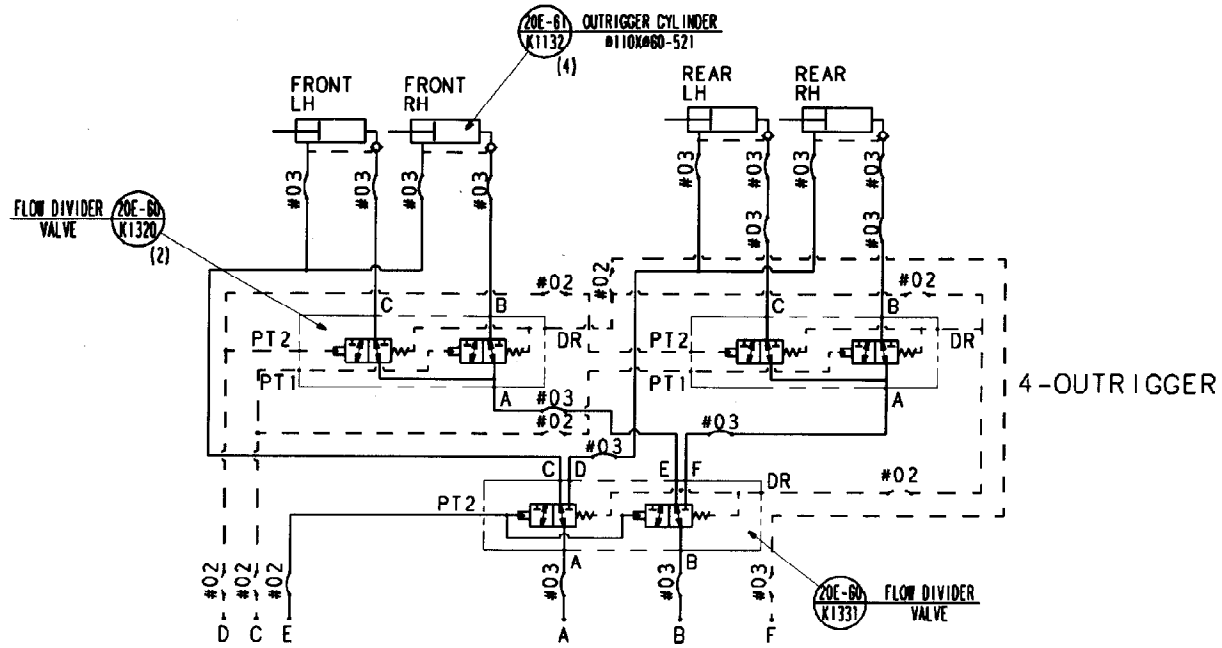 20E-61 OUTRIGGER CYLINDER
K1132 ø110Xø60-521
(4)
FRONT LH
FRONT RH
REAR LH
REAR RH
#03 #03 #03 #03 #03 #03 #03 #03
#03 #03
FLOW DIVIDER VALVE
20E-60
K1320
(2)
#02 #02 #02
C B C B
PT2 DR PT2 DR
PT1 PT1
A A
4-OUTRIGGER
#03
#02 #03
#03
C D E F DR #02
PT2
A B
#02 #02 #02 #03 #03 #03
20E-60 FLOW DIVIDER
K1331 VALVE
D C E A B F